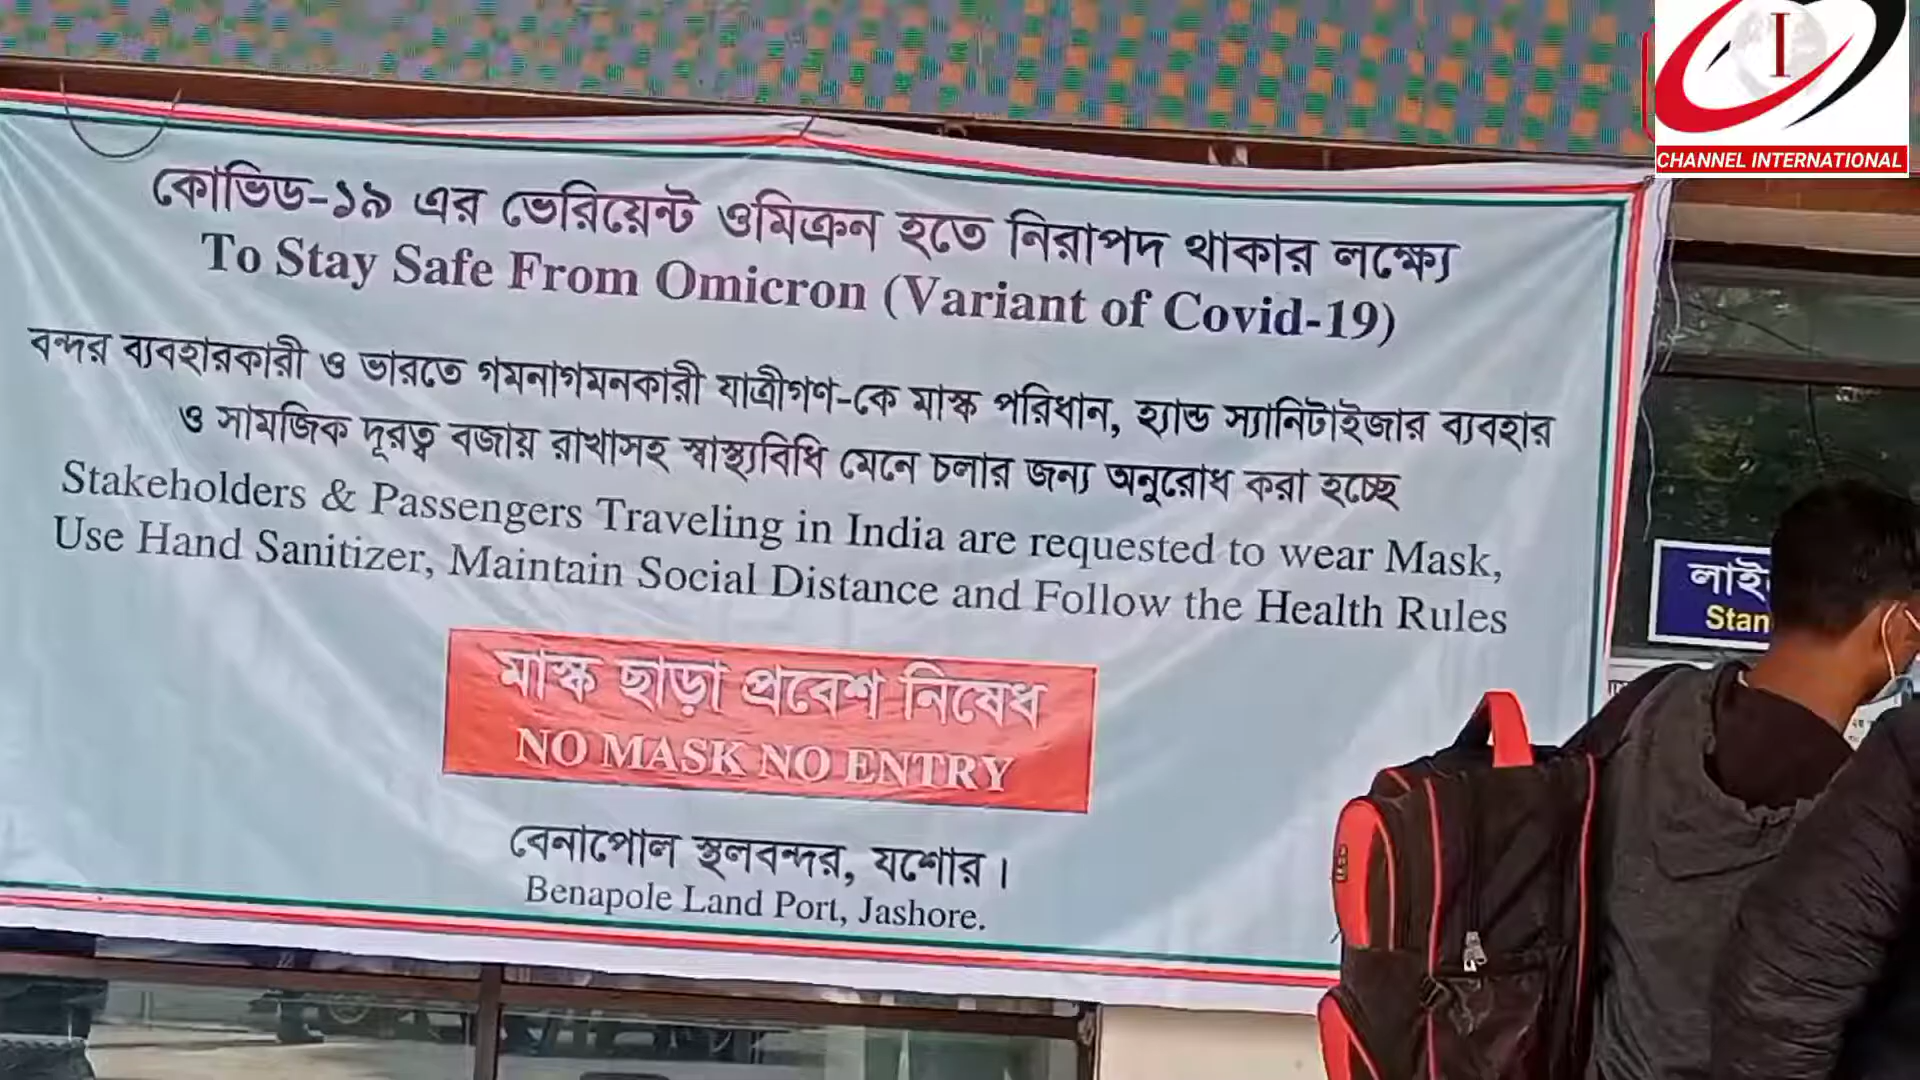 I
CHANNEL INTERNATIONAL
কোভিড-১৯ এর ভেরিয়েন্ট ওমিক্রন হতে নিরাপদ থাকার লক্ষ্যে
To Stay Safe From Omicron (Variant of Covid-19)
বন্দর ব্যবহারকারী ও ভারতে গমনাগমনকারী যাত্রীগণ-কে মাস্ক পরিধান, হ্যান্ড স্যানিটাইজার ব্যবহার
ও সামজিক দূরত্ব বজায় রাখাসহ স্বাস্থ্যবিধি মেনে চলার জন্য অনুরোধ করা হচ্ছে
Stakeholders & Passengers Traveling in India are requested to wear Mask,
Use Hand Sanitizer, Maintain Social Distance and Follow the Health Rules
মাস্ক ছাড়া প্রবেশ নিষেধ
NO MASK NO ENTRY
বেনাপোল স্থলবন্দর, যশোর।
Benapole Land Port, Jashore.
লাই
Stan